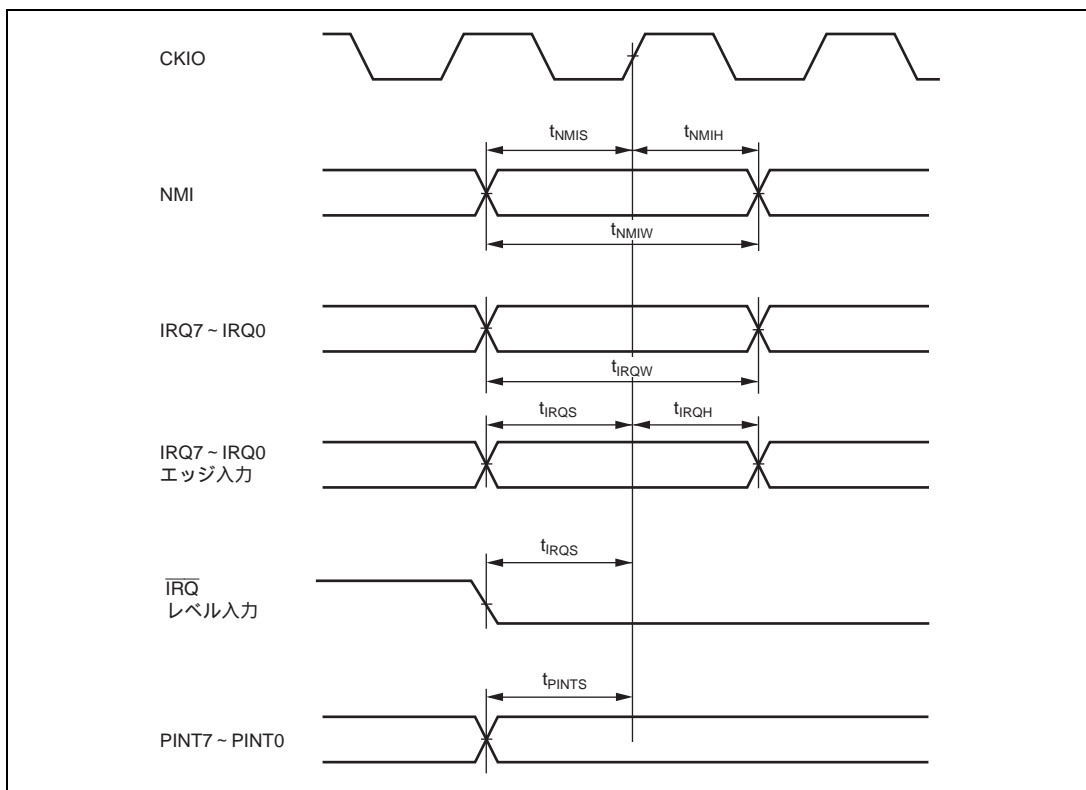 CKIO
tNMIS
tNMIH
NMI
tNMIW
IRQ7 ~ IRQ0
tIRQW
tIRQS
tIRQH
IRQ7 ~ IRQ0
エッジ入力
tIRQS
IRQ
レベル入力
tPINTS
PINT7 ~ PINT0